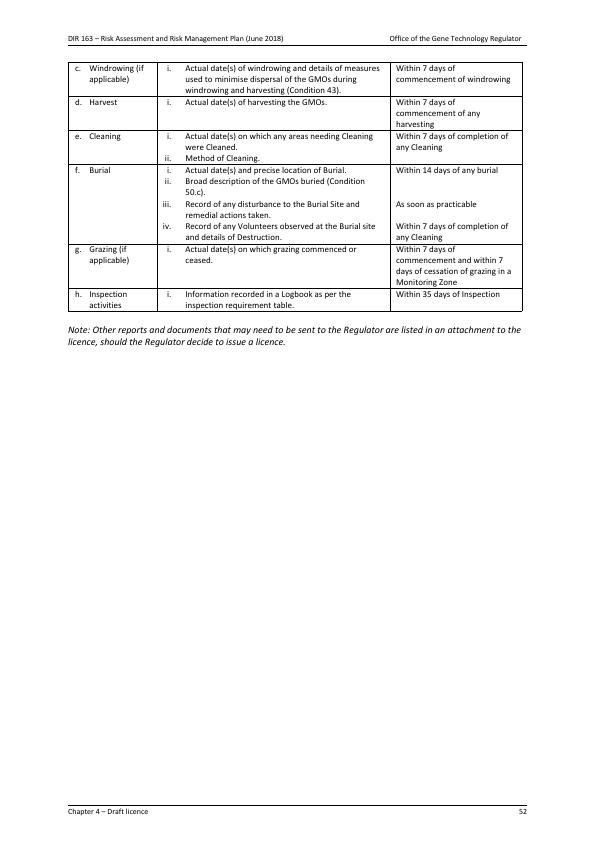 DIR 163 – Risk Assessment and Risk Management Plan (June 2018) Office of the Gene Technology Regulator
c. Windrowing (if applicable) i. Actual date(s) of windrowing and details of measures used to minimise dispersal of the GMOs during windrowing and harvesting (Condition 43). Within 7 days of commencement of windrowing
d. Harvest i. Actual date(s) of harvesting the GMOs. Within 7 days of commencement of any harvesting
e. Cleaning i. Actual date(s) on which any areas needing Cleaning were Cleaned. Within 7 days of completion of any Cleaning
ii. Method of Cleaning.
f. Burial i. Actual date(s) and precise location of Burial. Within 14 days of any burial
ii. Broad description of the GMOs buried (Condition 50.c).
iii. Record of any disturbance to the Burial Site and remedial actions taken. As soon as practicable
iv. Record of any Volunteers observed at the Burial site and details of Destruction. Within 7 days of completion of any Cleaning
g. Grazing (if applicable) i. Actual date(s) on which grazing commenced or ceased. Within 7 days of commencement and within 7 days of cessation of grazing in a Monitoring Zone
h. Inspection activities i. Information recorded in a Logbook as per the inspection requirement table. Within 35 days of Inspection
Note: Other reports and documents that may need to be sent to the Regulator are listed in an attachment to the
licence, should the Regulator decide to issue a licence.
Chapter 4 – Draft licence 52